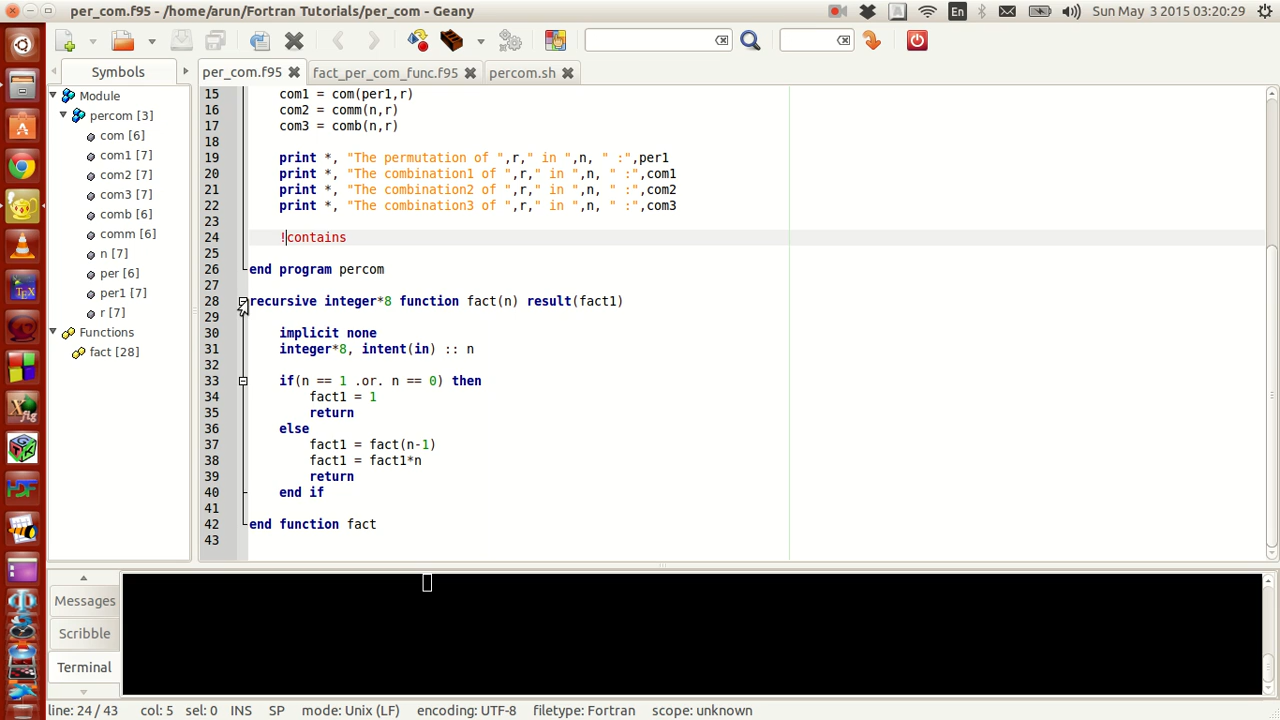 per_com.f95 - /home/arun/Fortran Tutorials/per_com - Geany
En
Sun May 3 2015 03:20:29
Symbols
per_com.f95
fact_per_com_func.f95
percom.sh
Module
percom [3]
com [6]
com1 [7]
com2 [7]
com3 [7]
comb [6]
comm [6]
n [7]
per [6]
per1 [7]
r [7]
Functions
fact [28]
15 com1 = com(per1,r)
16 com2 = comm(n,r)
17 com3 = comb(n,r)
18
19 print *, "The permutation of ",r," in ",n, " :",per1
20 print *, "The combination1 of ",r," in ",n, " :",com1
21 print *, "The combination2 of ",r," in ",n, " :",com2
22 print *, "The combination3 of ",r," in ",n, " :",com3
23
24 !contains
25
26 end program percom
27
28 recursive integer*8 function fact(n) result(fact1)
29
30 implicit none
31 integer*8, intent(in) :: n
32
33 if(n == 1 .or. n == 0) then
34 fact1 = 1
35 return
36 else
37 fact1 = fact(n-1)
38 fact1 = fact1*n
39 return
40 end if
41
42 end function fact
43
Messages
Scribble
Terminal
line: 24 / 43 col: 5 sel: 0 INS SP mode: Unix (LF) encoding: UTF-8 filetype: Fortran scope: unknown